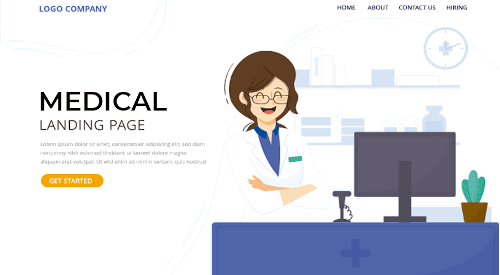 LOGO COMPANY
HOME ABOUT CONTACT US HIRING
MEDICAL
LANDING PAGE
Lorem ipsum dolor sit amet, consectetuer adipiscing elit, sed diam
nonummy nibh euismod tincidunt ut laoreet dolore magna
aliquam erat volutpat. Ut wisi enim ad minim veniam, quis nostrud
GET STARTED